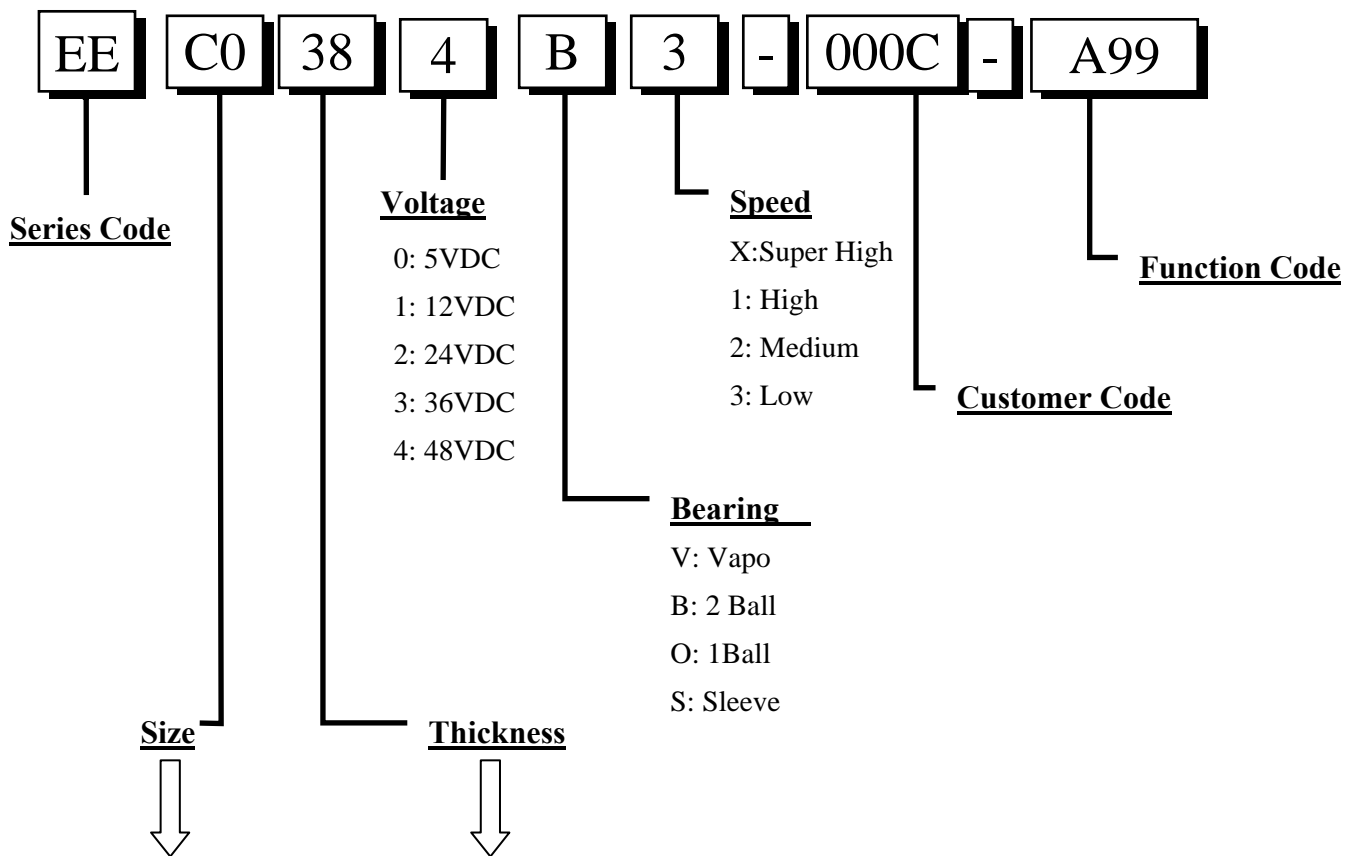 EE C0 38 4 B 3 - 000C - A99
Series Code
Voltage
0: 5VDC
1: 12VDC
2: 24VDC
3: 36VDC
4: 48VDC
Speed
X:Super High
1: High
2: Medium
3: Low
Function Code
Customer Code
Bearing
V: Vapo
B: 2 Ball
O: 1Ball
S: Sleeve
Size
Thickness